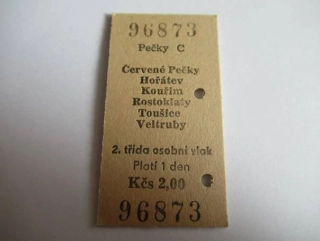 96873
Pečky C
Červené Pečky
Hořátev
Kouřim
Rostoklaty
Toušice
Veltruby
2. třída osobní vlak
Platí 1 den
Kčs 2,00
96873